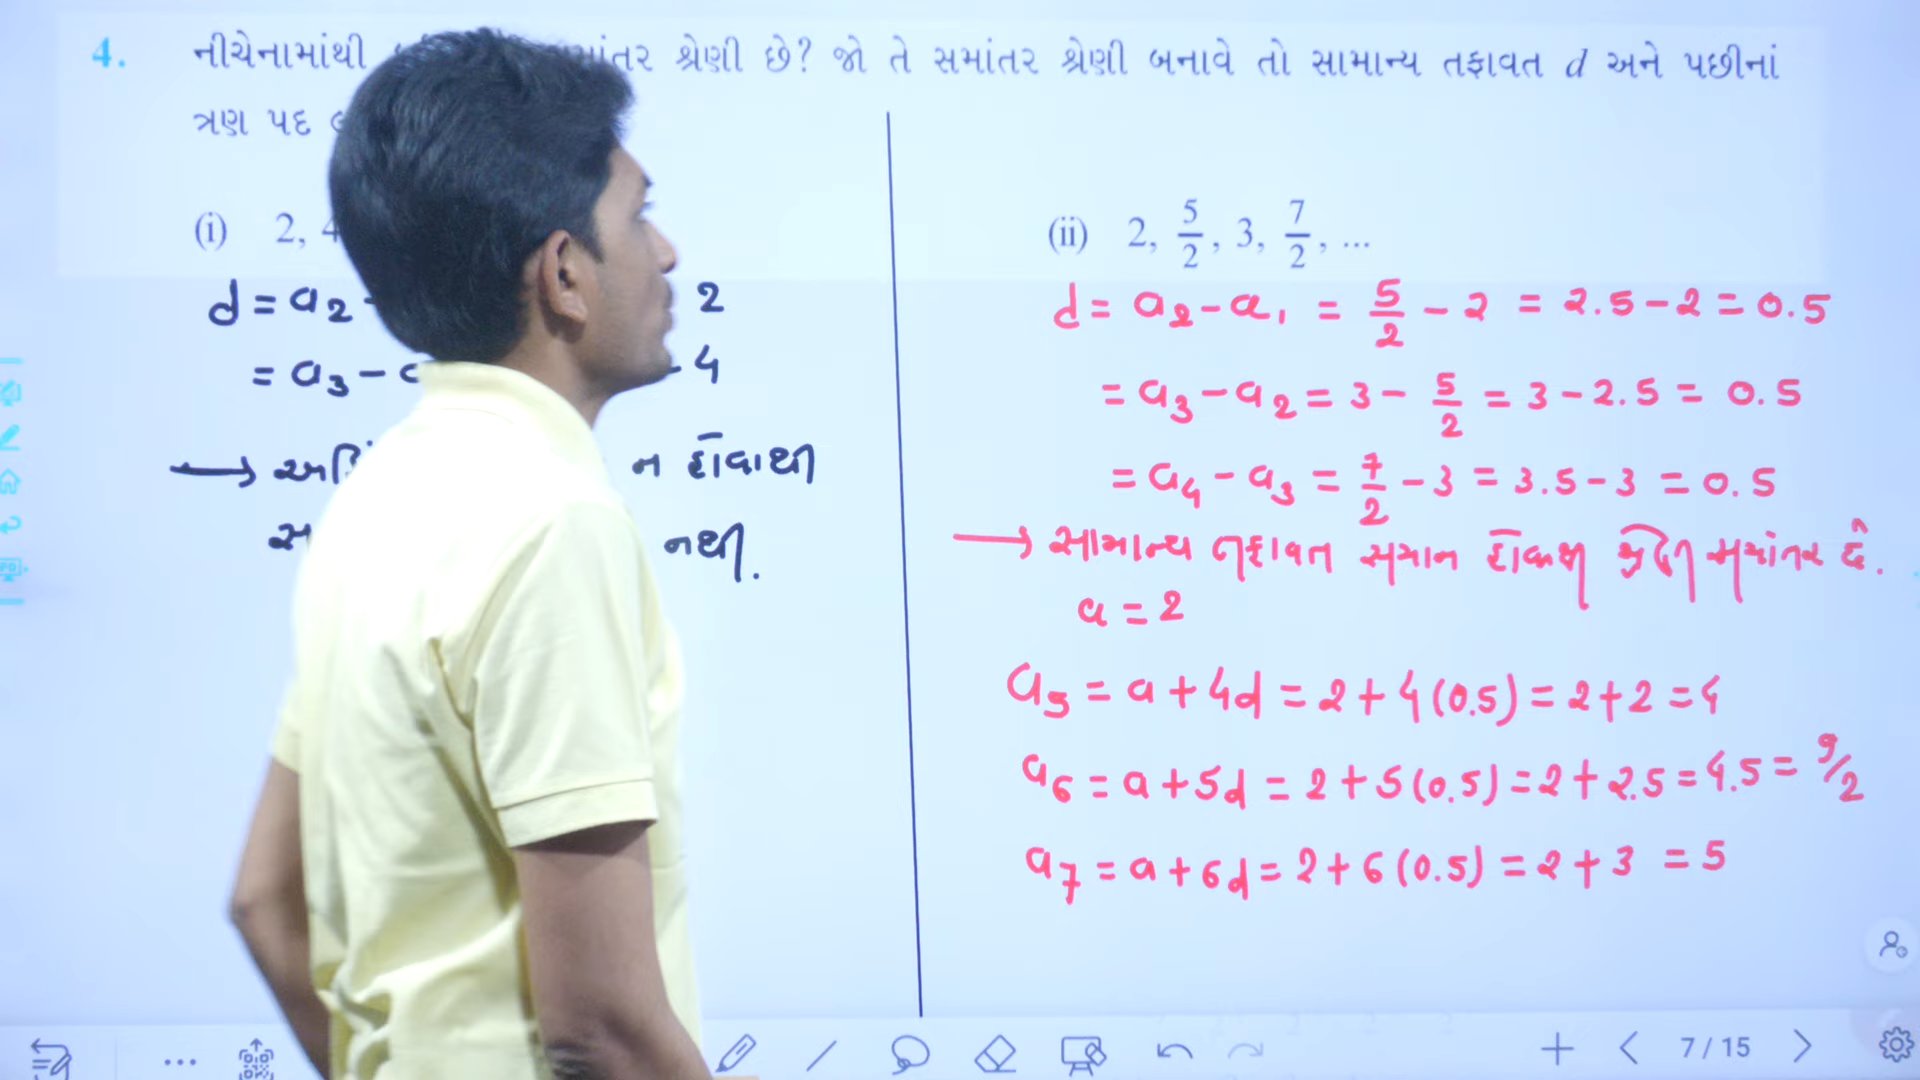 4. નીચેનામાંથી શ્રેણી છે? જો તે સમાંતર શ્રેણી બનાવે તો સામાન્ય તફાવત d અને પછીનાં
ત્રણ પદ
(i) 2, 4
d = a₂ - 2
= a₃ - - 4
→ ન હોવાથી
નથી.
(ii) 2, 5/2, 3, 7/2, ...
d = a₂ - a₁ = 5/2 - 2 = 2.5 - 2 = 0.5
= a₃ - a₂ = 3 - 5/2 = 3 - 2.5 = 0.5
= a₄ - a₃ = 7/2 - 3 = 3.5 - 3 = 0.5
→ સામાન્ય તફાવત સમાન હોવાથી શ્રેણી સમાંતર છે.
a = 2
a₅ = a + 4d = 2 + 4(0.5) = 2 + 2 = 4
a₆ = a + 5d = 2 + 5(0.5) = 2 + 2.5 = 4.5 = 9/2
a₇ = a + 6d = 2 + 6(0.5) = 2 + 3 = 5
7/15